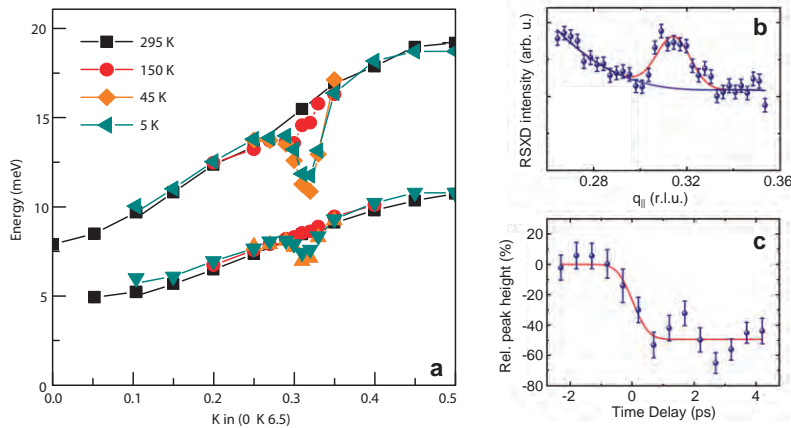 20
15
10
5
0
Energy (meV)
295 K
150 K
45 K
5 K
a
0.0
0.1
0.2
0.3
0.4
0.5
K in (0 K 6.5)
b
RSXD intensity (arb. u.)
0.28
0.32
0.36
q|| (r.l.u.)
c
Rel. peak height (%)
20
0
-20
-40
-60
-80
-2
0
2
4
Time Delay (ps)